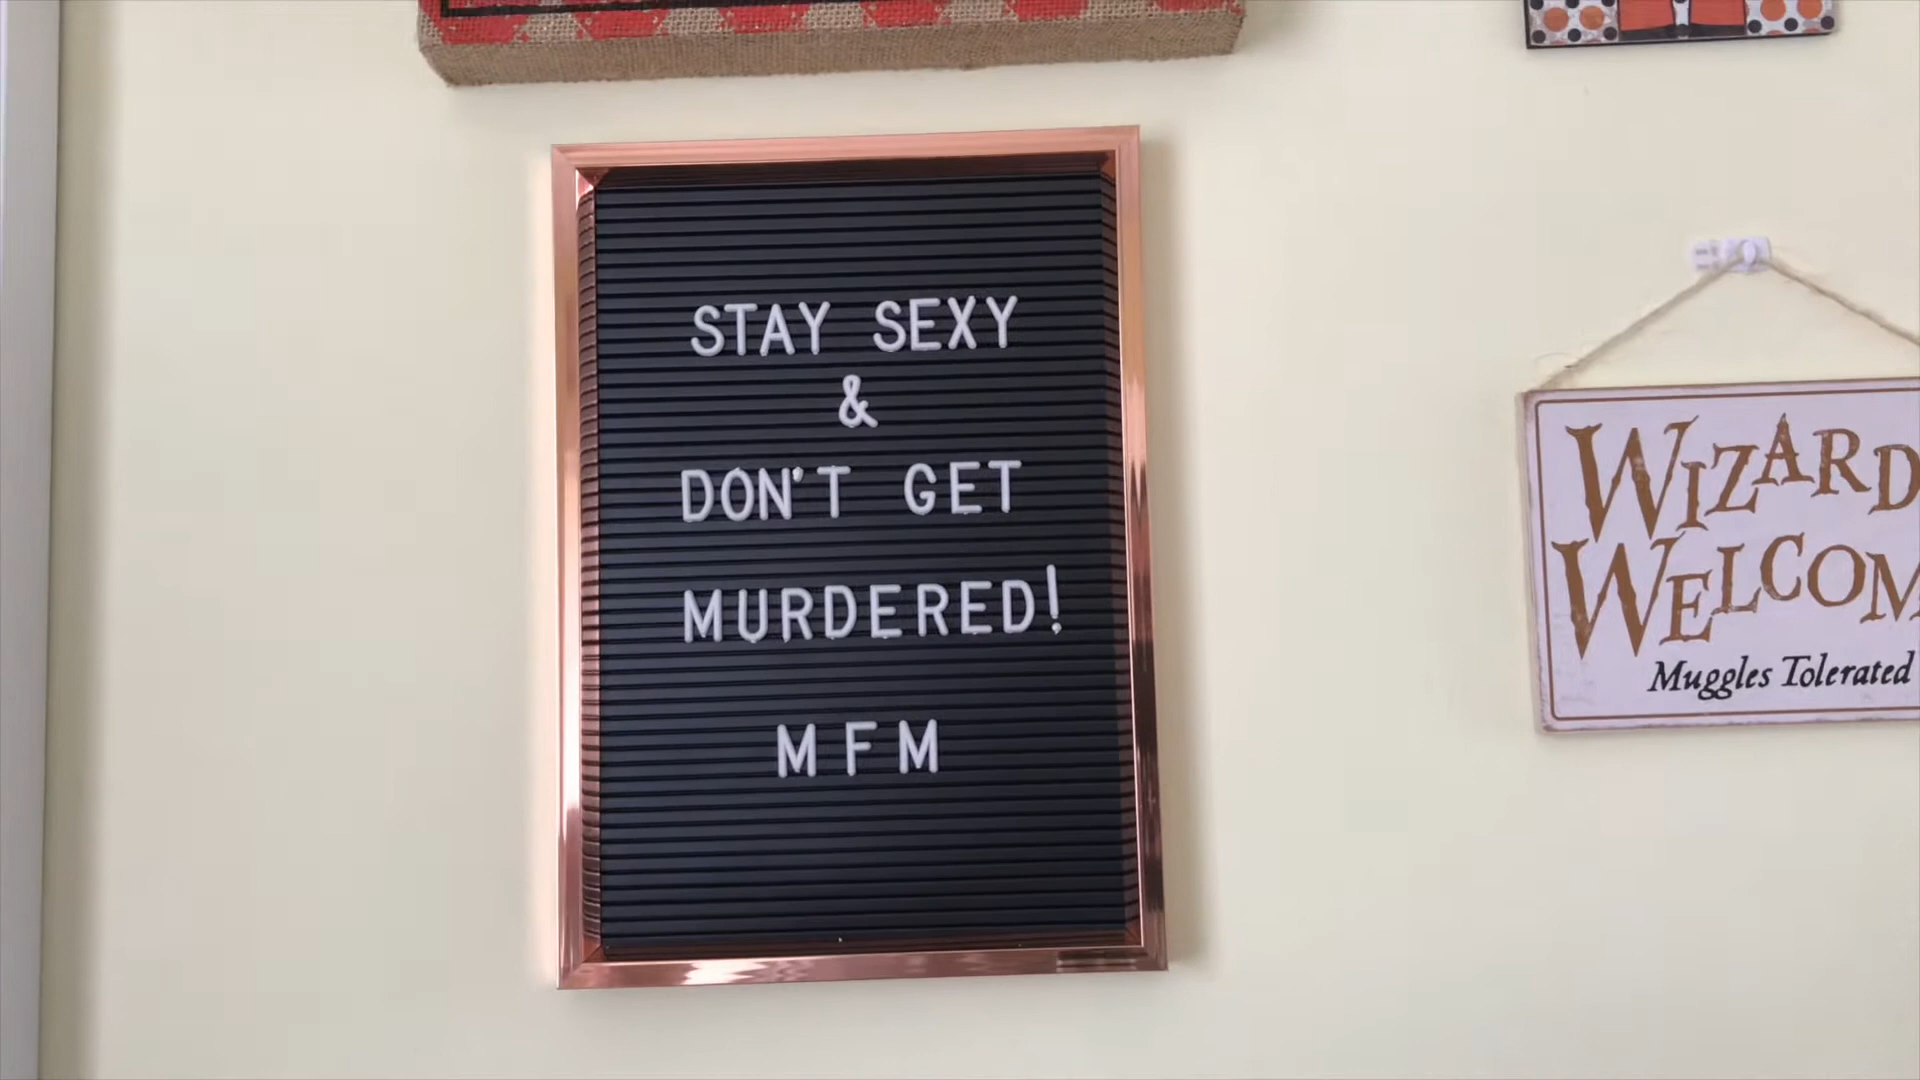 STAY SEXY
&
DON'T GET
MURDERED!
MFM
WIZARD
WELCOM
Muggles Tolerated